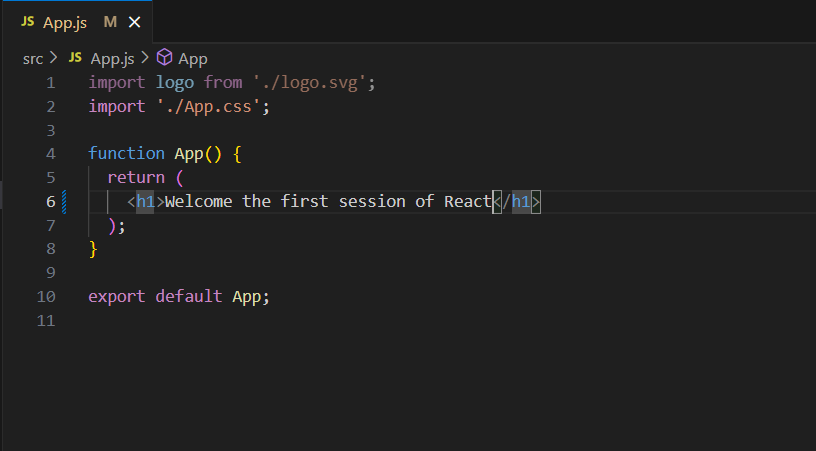 JS App.js M ×
src > JS App.js > App
1 import logo from './logo.svg';
2 import './App.css';
3
4 function App() {
5   return (
6     <h1>Welcome the first session of React</h1>
7   );
8 }
9
10 export default App;
11